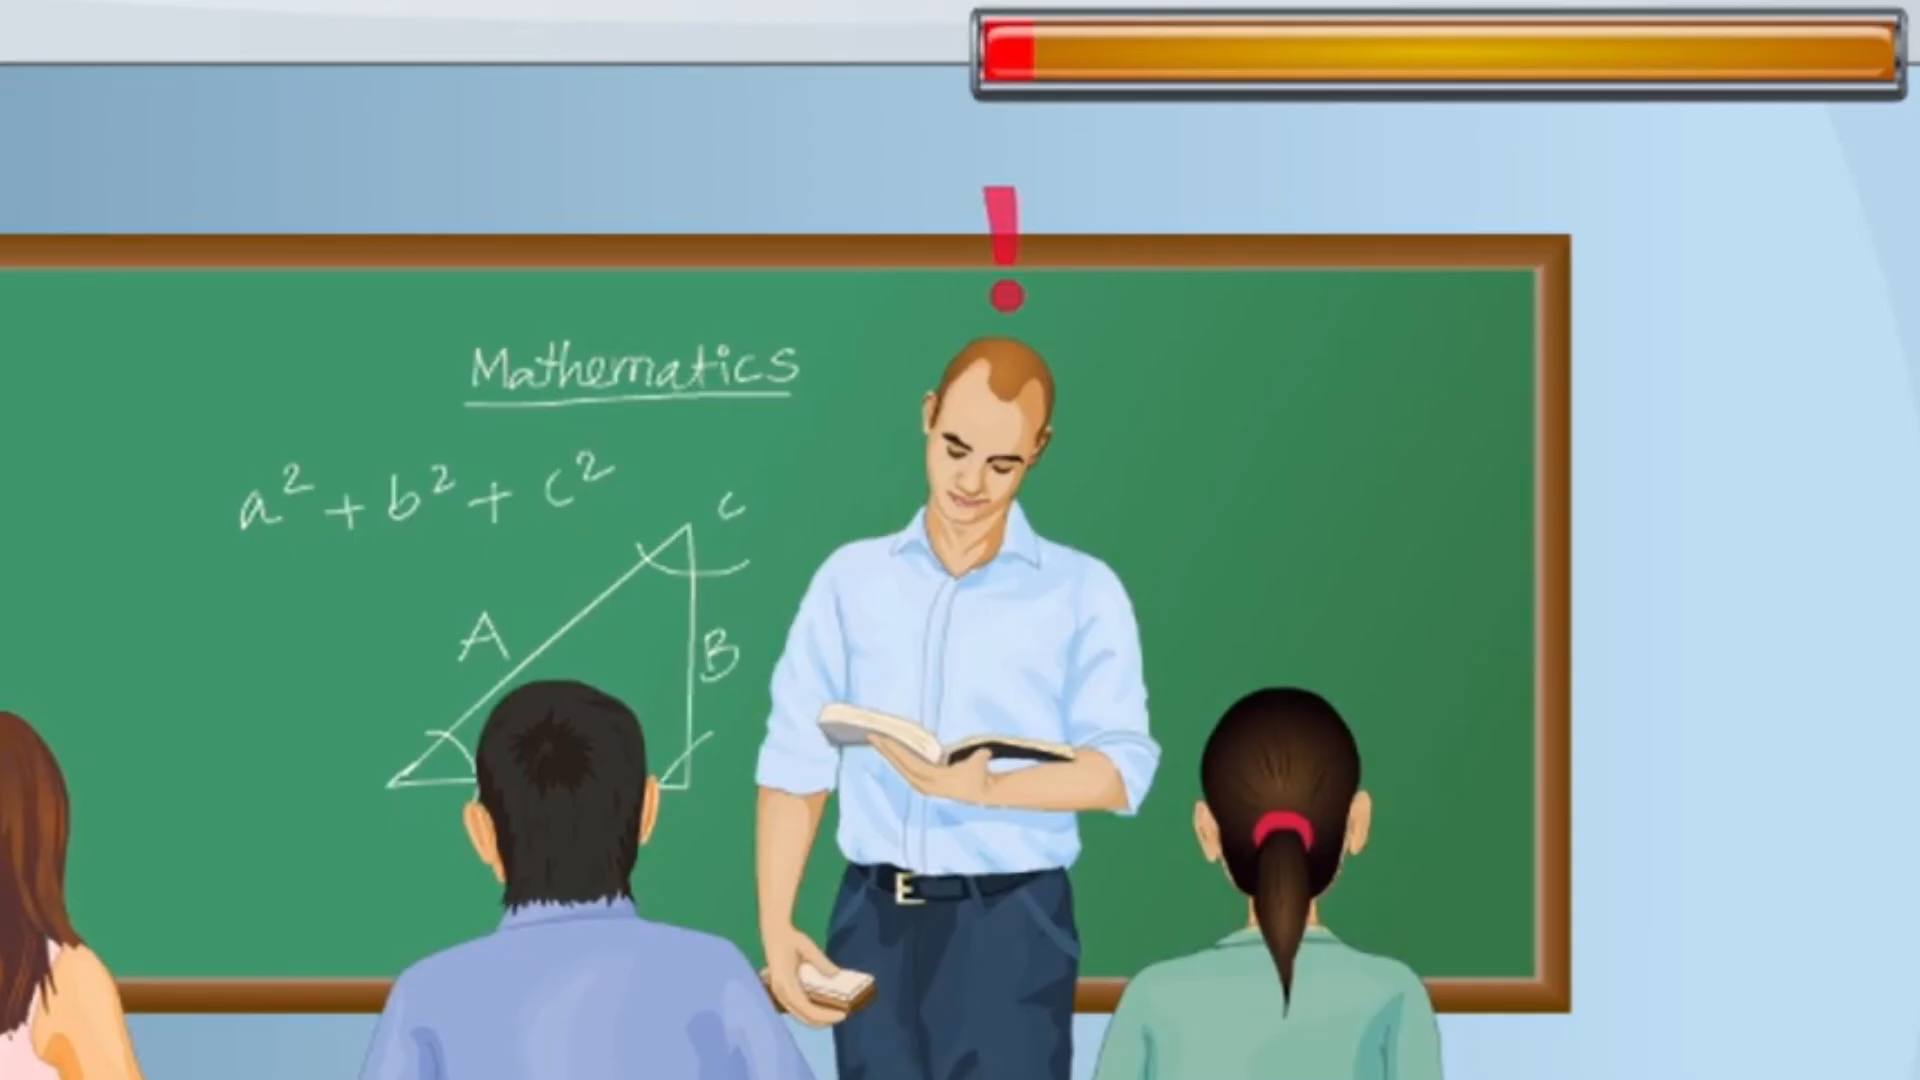 !
Mathematics
a² + b² + c²
c
A
B